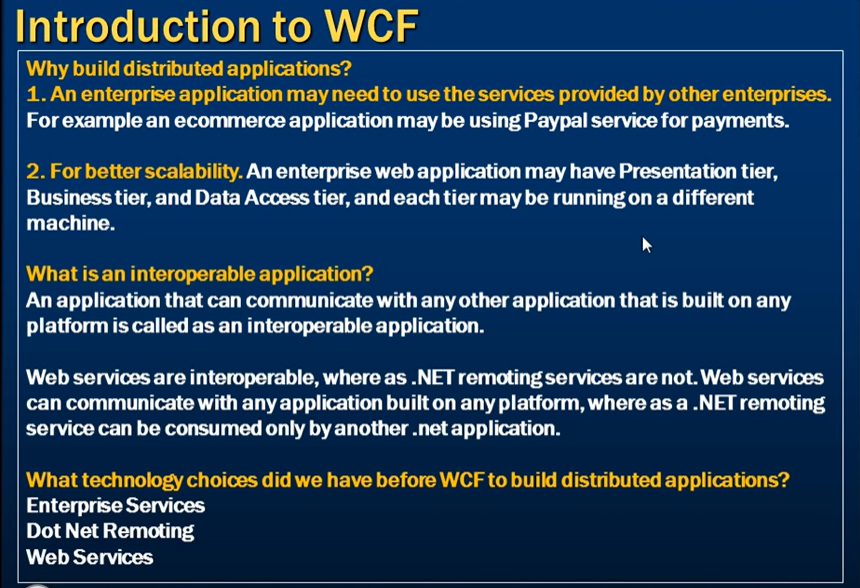 Introduction to WCF
Why build distributed applications?
1. An enterprise application may need to use the services provided by other enterprises.
For example an ecommerce application may be using Paypal service for payments.
2. For better scalability. An enterprise web application may have Presentation tier,
Business tier, and Data Access tier, and each tier may be running on a different
machine.
What is an interoperable application?
An application that can communicate with any other application that is built on any
platform is called as an interoperable application.
Web services are interoperable, where as .NET remoting services are not. Web services
can communicate with any application built on any platform, where as a .NET remoting
service can be consumed only by another .net application.
What technology choices did we have before WCF to build distributed applications?
Enterprise Services
Dot Net Remoting
Web Services